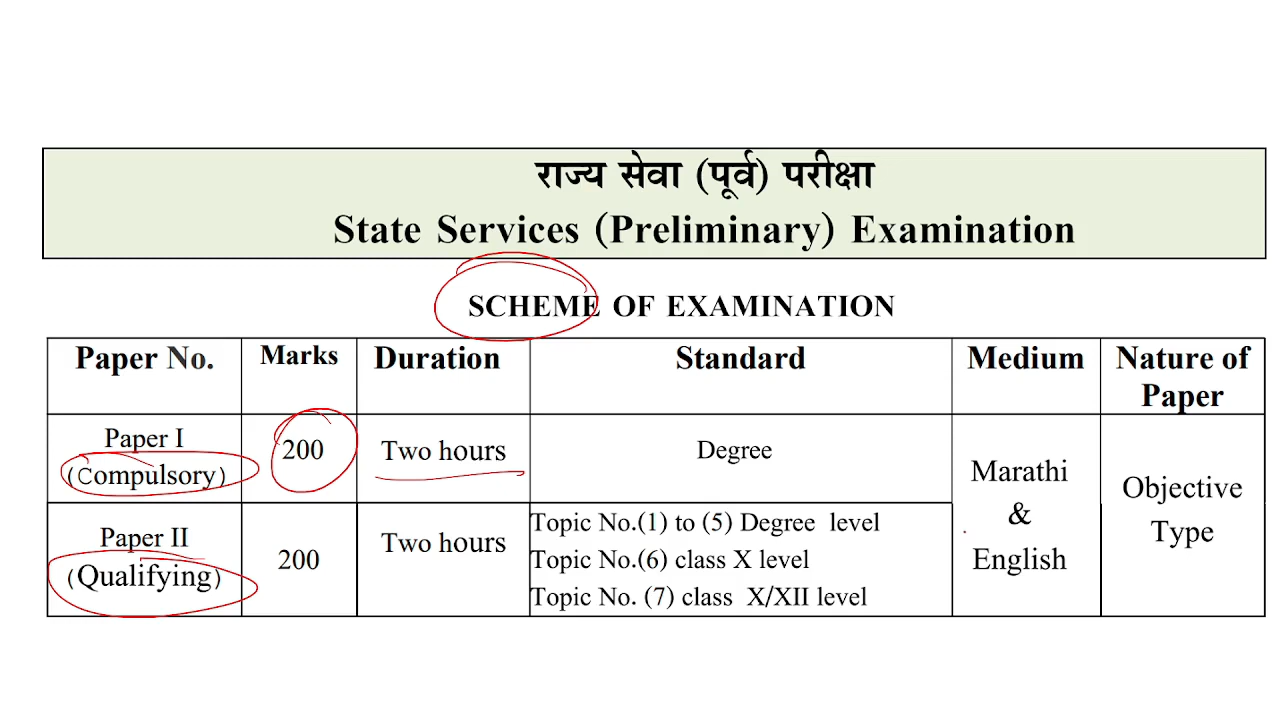 राज्य सेवा (पूर्व) परीक्षा
State Services (Preliminary) Examination
SCHEME OF EXAMINATION
Paper No. Marks Duration Standard Medium Nature of Paper
Paper I (Compulsory) 200 Two hours Degree Marathi & English Objective Type
Paper II (Qualifying) 200 Two hours Topic No.(1) to (5) Degree level
Topic No.(6) class X level
Topic No. (7) class X/XII level